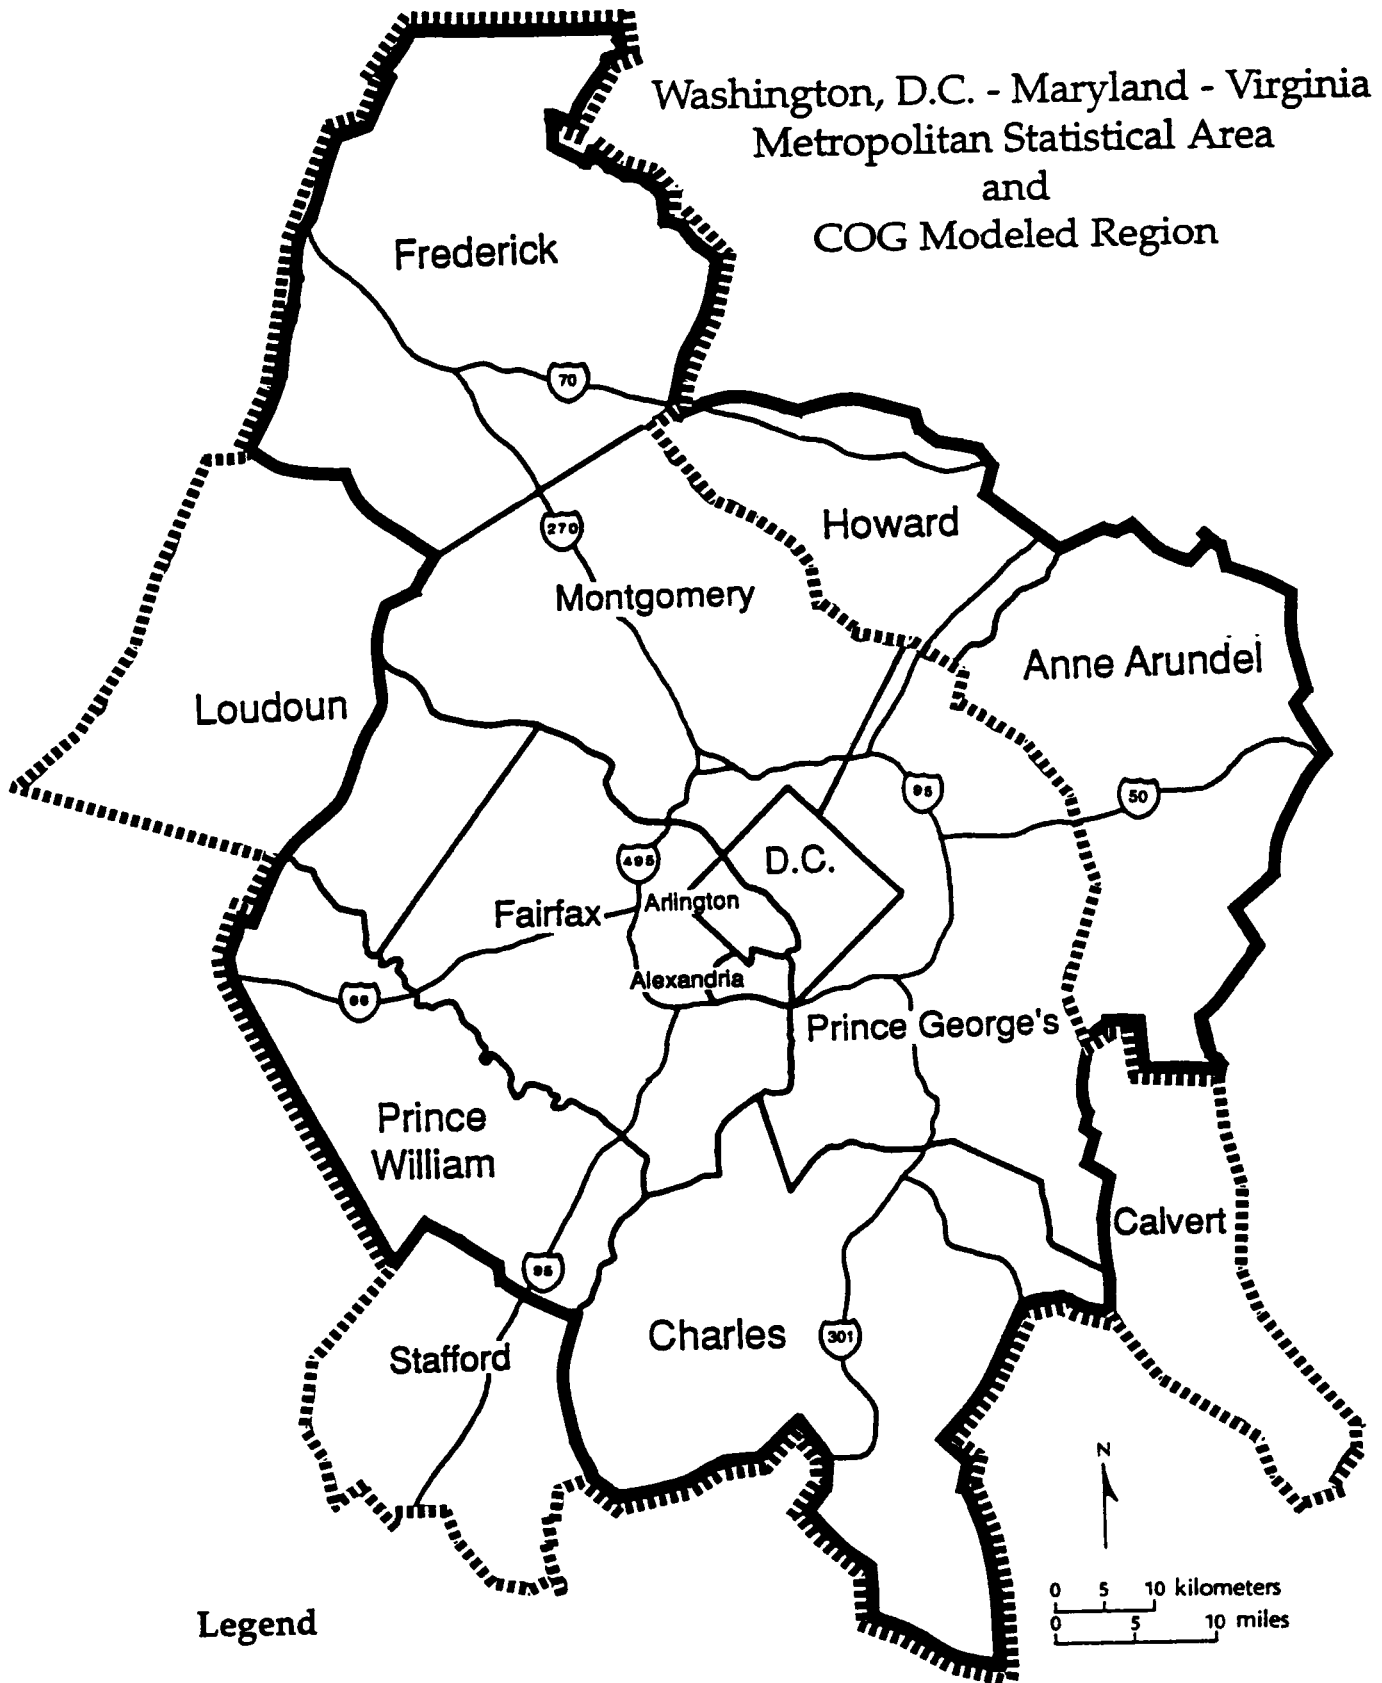 Washington, D.C. - Maryland - Virginia
Metropolitan Statistical Area
and
COG Modeled Region
Frederick
70
270
Howard
Montgomery
Anne Arundel
Loudoun
95
50
D.C.
495
Arlington
Fairfax
Alexandria
66
Prince George's
Prince
William
Calvert
95
Charles
301
Stafford
N
0 5 10 kilometers
0 5 10 miles
Legend